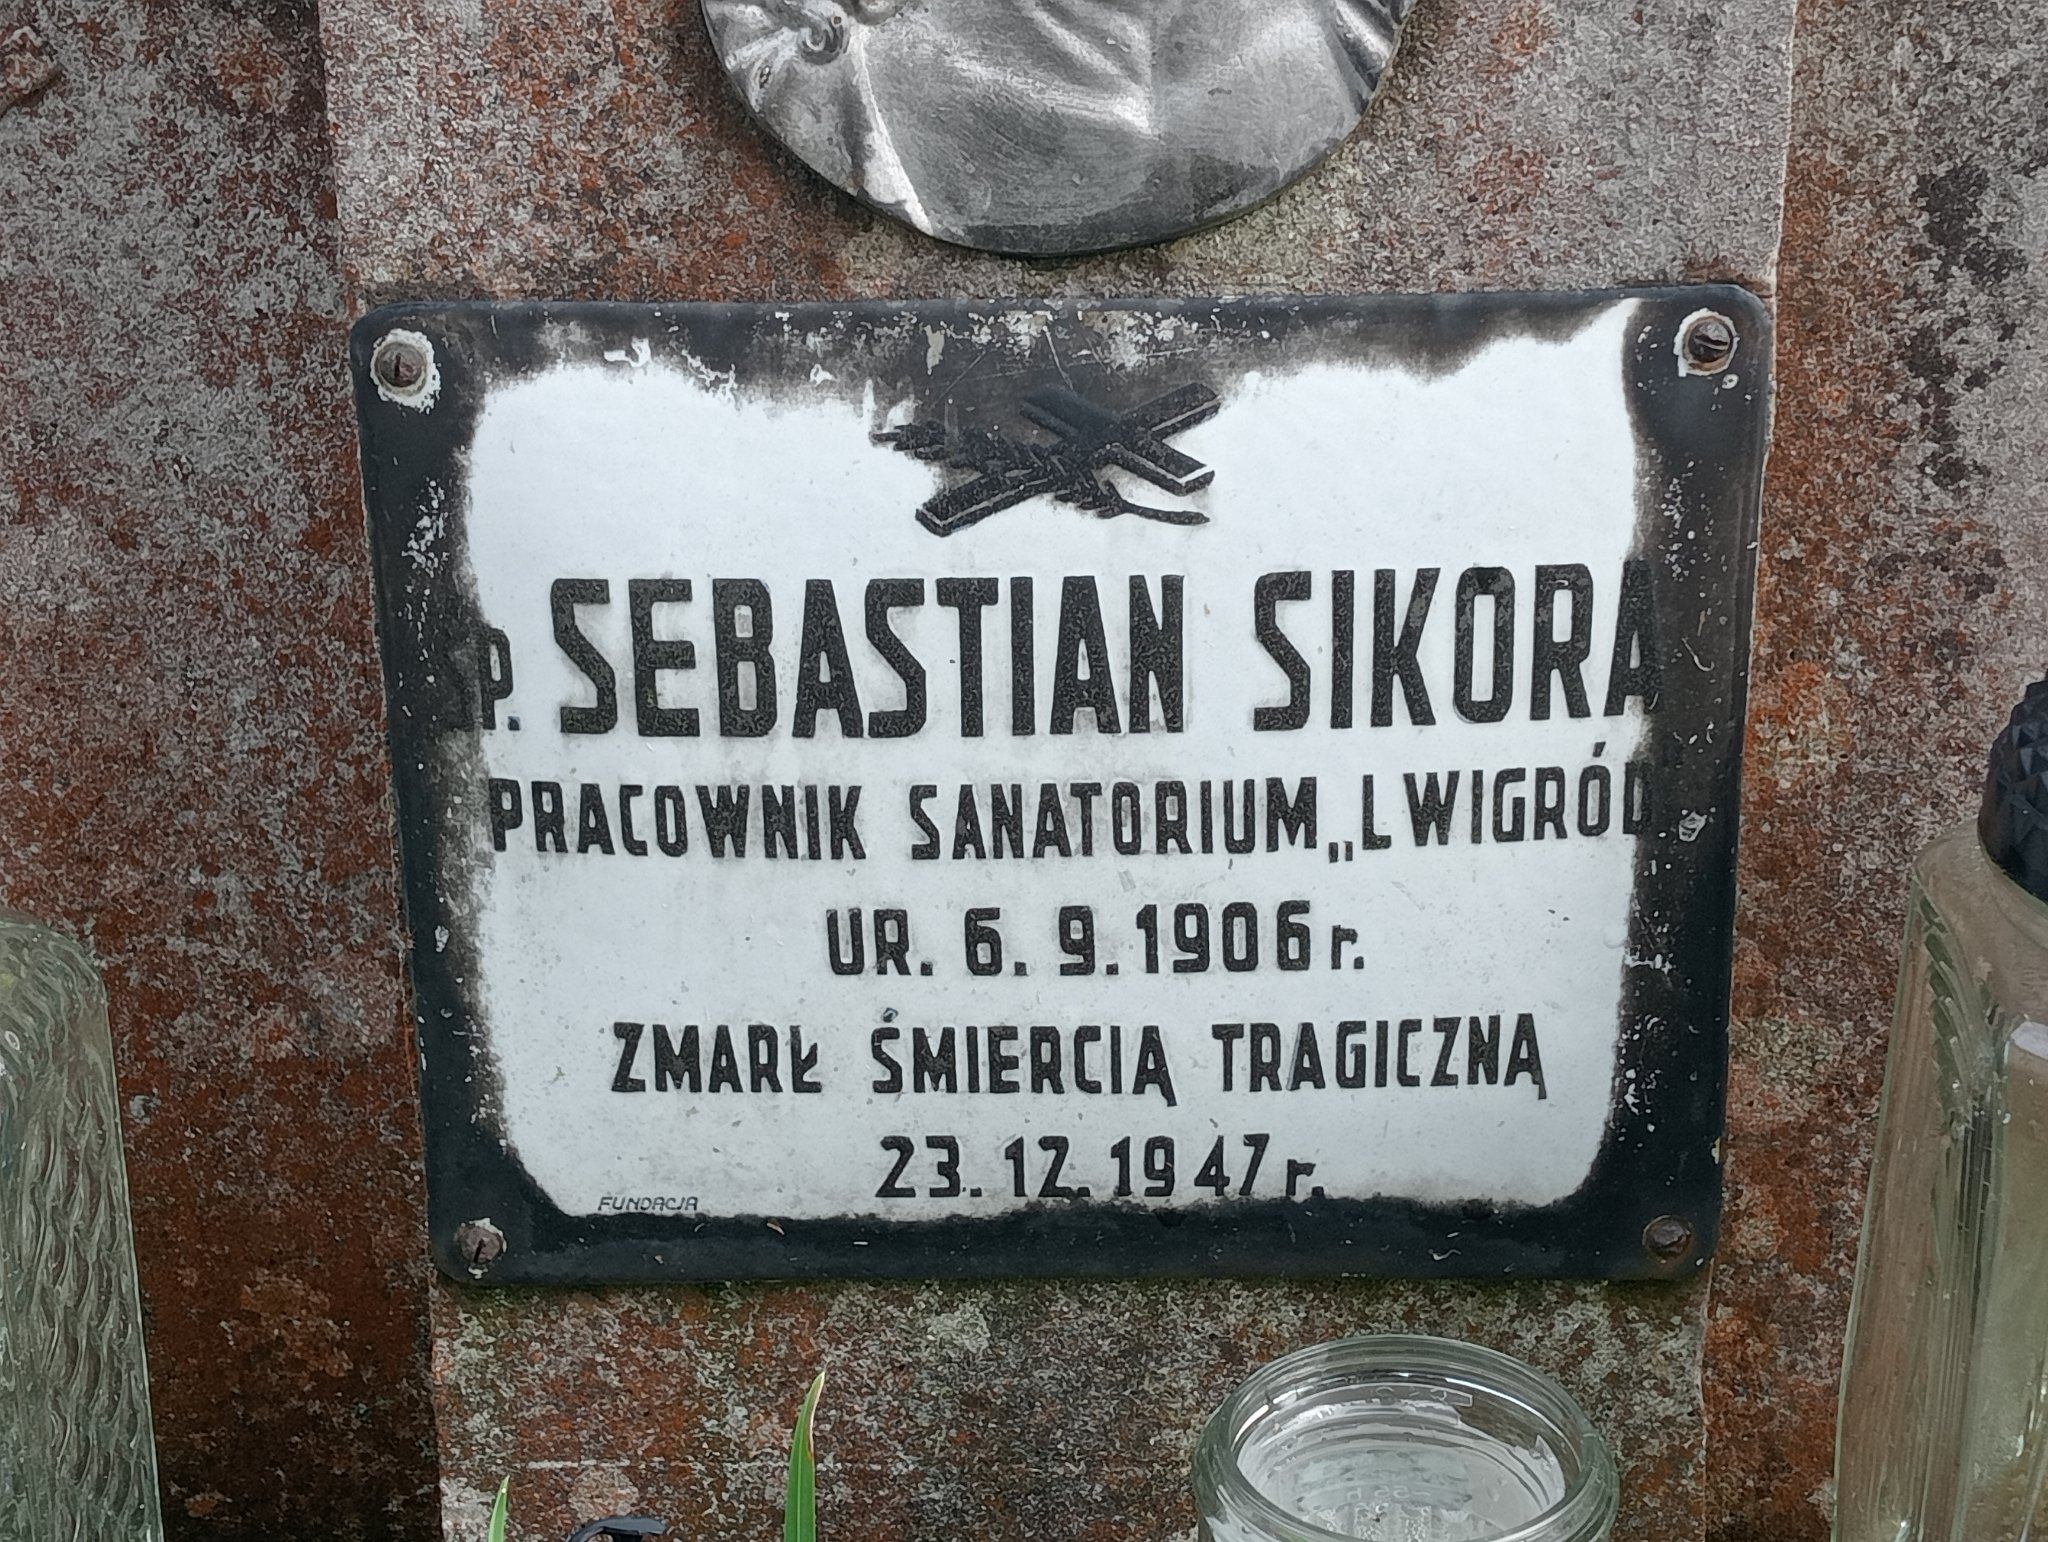 P. SEBASTIAN SIKORA
PRACOWNIK SANATORIUM „LWIGRÓD
UR. 6. 9. 1906 r.
ZMARŁ ŚMIERCIĄ TRAGICZNĄ
23. 12. 1947 r.
FUNDACJA